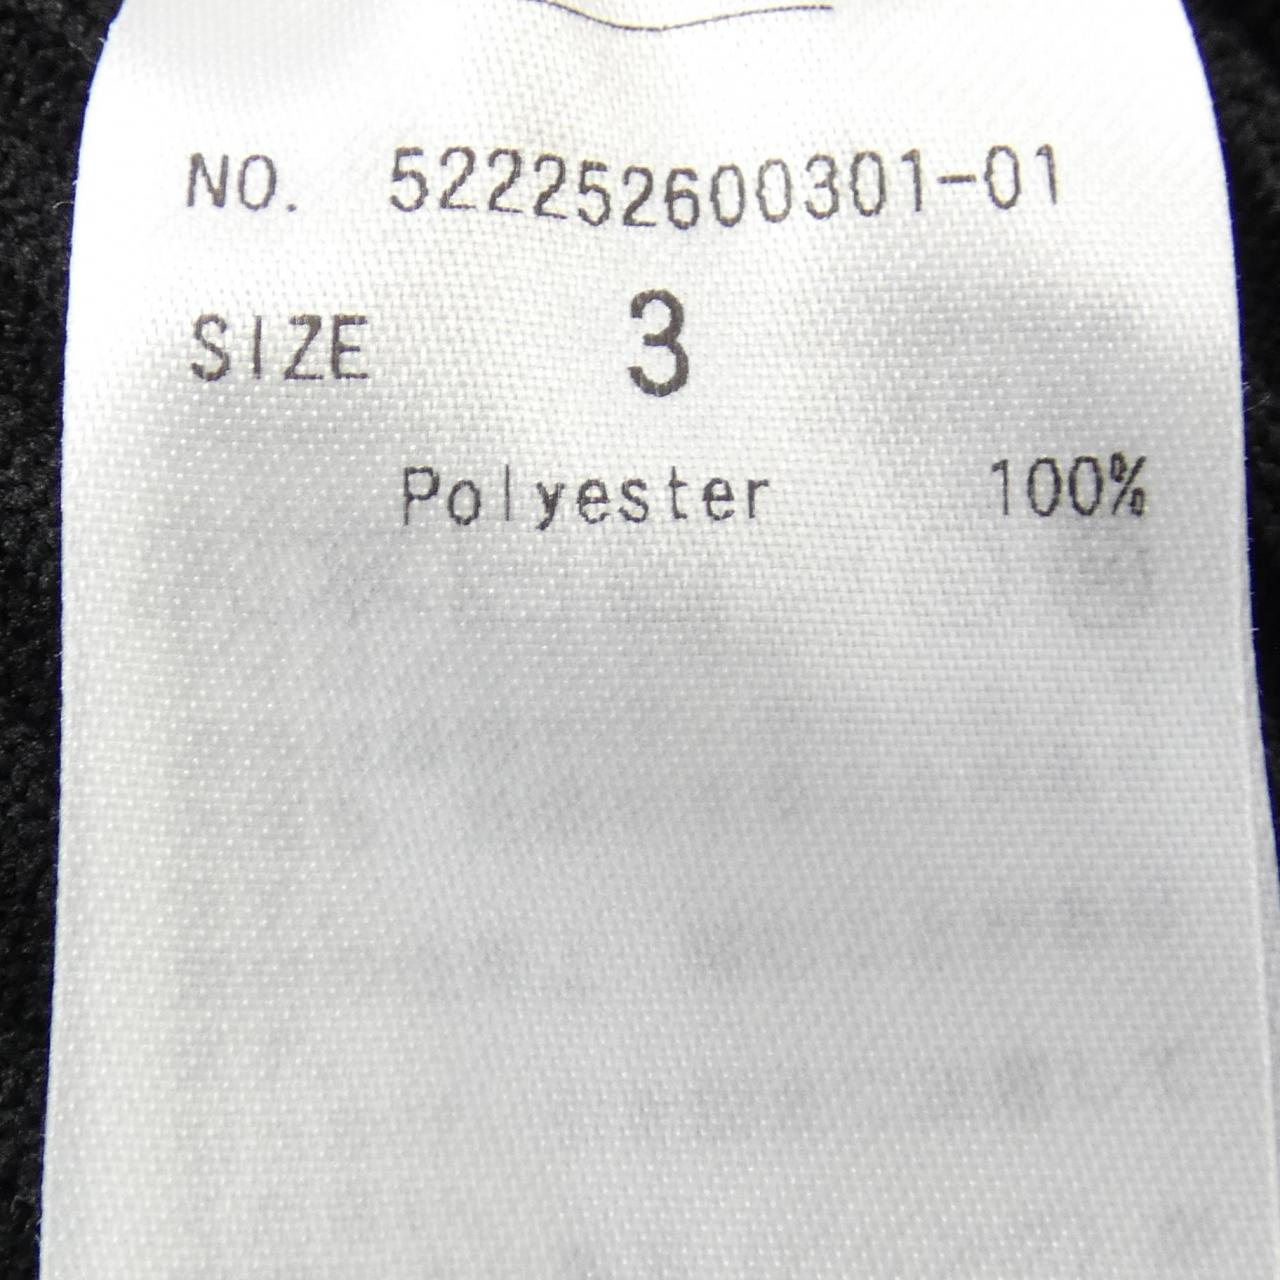 NO. 522252600301-01
SIZE 3
Polyester 100%